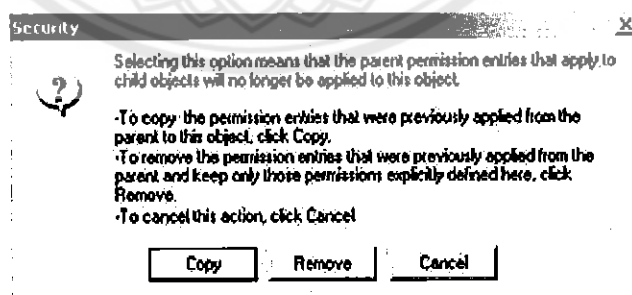 Security
Selecting this option means that the parent permission entries that apply to
child objects will no longer be applied to this object.
-To copy the permission entries that were previously applied from the
parent to this object, click Copy.
-To remove the permission entries that were previously applied from the
parent and keep only those permissions explicitly defined here, click
Remove.
-To cancel this action, click Cancel
Copy Remove Cancel